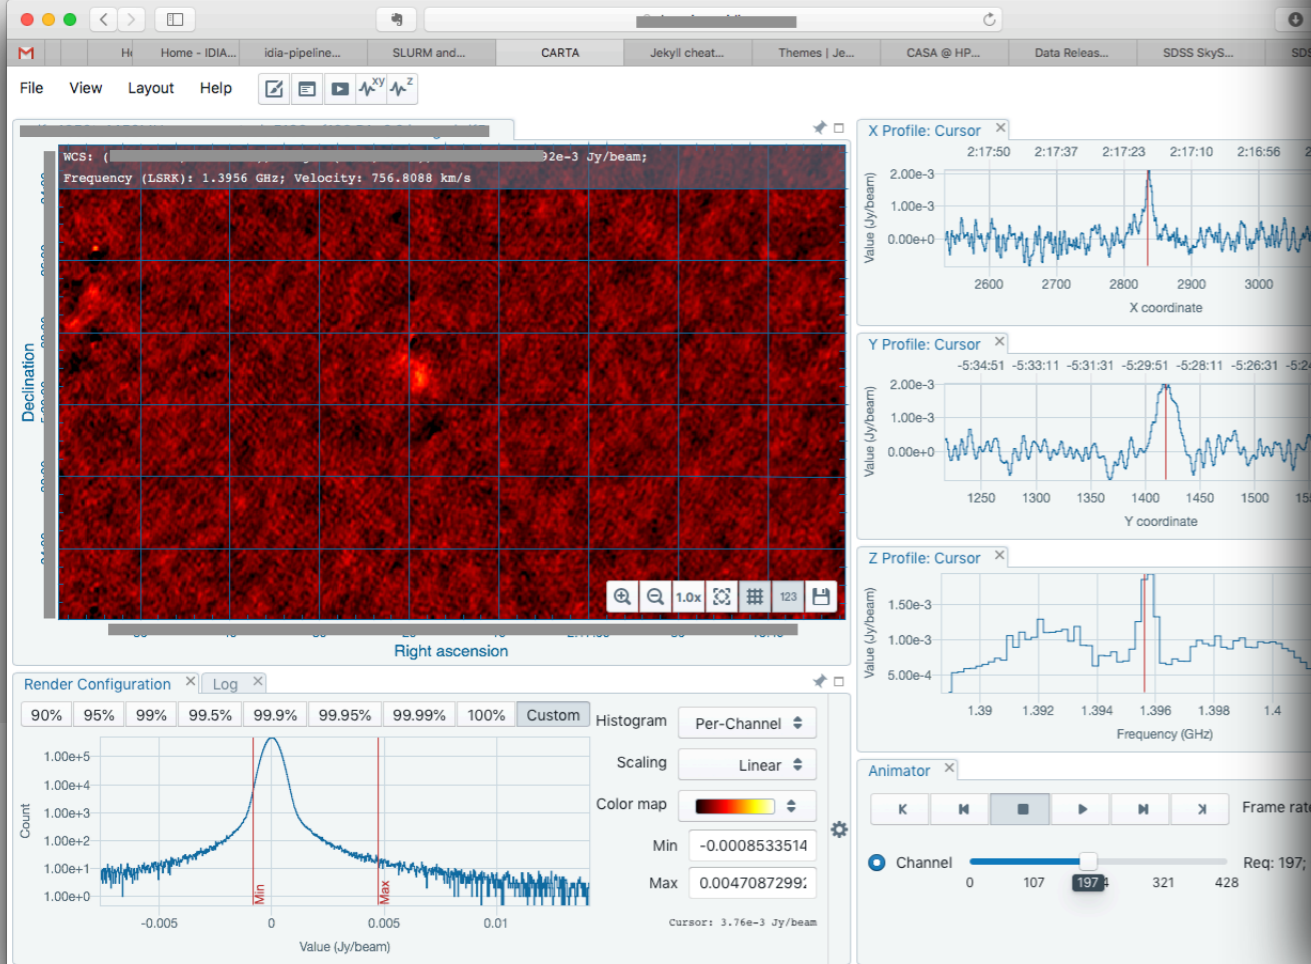 Home - IDIA... idia-pipeline... SLURM and... CARTA Jekyll cheat... Themes | Je... CASA @ HP... Data Releas... SDSS SkyS...
File View Layout Help xy z
WCS: ( 92e-3 Jy/beam;
Frequency (LSRK): 1.3956 GHz; Velocity: 756.8088 km/s
Declination
1.0x 123
Right ascension
X Profile: Cursor
2:17:50 2:17:37 2:17:23 2:17:10 2:16:56
2.00e-3
1.00e-3
0.00e+0
Value (Jy/beam)
2600 2700 2800 2900 3000
X coordinate
Y Profile: Cursor
-5:34:51 -5:33:11 -5:31:31 -5:29:51 -5:28:11 -5:26:31
2.00e-3
1.00e-3
0.00e+0
Value (Jy/beam)
1250 1300 1350 1400 1450 1500
Y coordinate
Z Profile: Cursor
1.50e-3
1.00e-3
5.00e-4
Value (Jy/beam)
1.39 1.392 1.394 1.396 1.398 1.4
Frequency (GHz)
Render Configuration Log
90% 95% 99% 99.5% 99.9% 99.95% 99.99% 100% Custom
1.00e+5
1.00e+4
1.00e+3
1.00e+2
1.00e+1
1.00e+0
Count
Min Max
-0.005 0 0.005 0.01
Value (Jy/beam)
Histogram Per-Channel
Scaling Linear
Color map
Min -0.0008533514
Max 0.0047087299
Cursor: 3.76e-3 Jy/beam
Animator
Frame rate
Channel Req: 197;
0 107 197 321 428